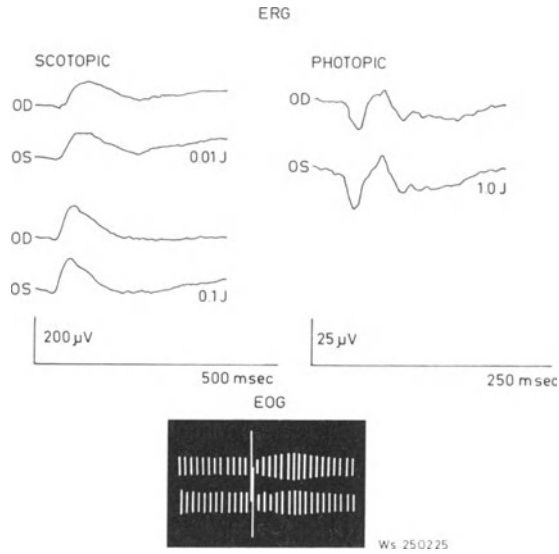 ERG
SCOTOPIC
PHOTOPIC
OD
OS
0.01 J
OD
OS
1.0 J
OD
OS
0.1 J
200 µV
500 msec
25 µV
250 msec
EOG
Ws 250225